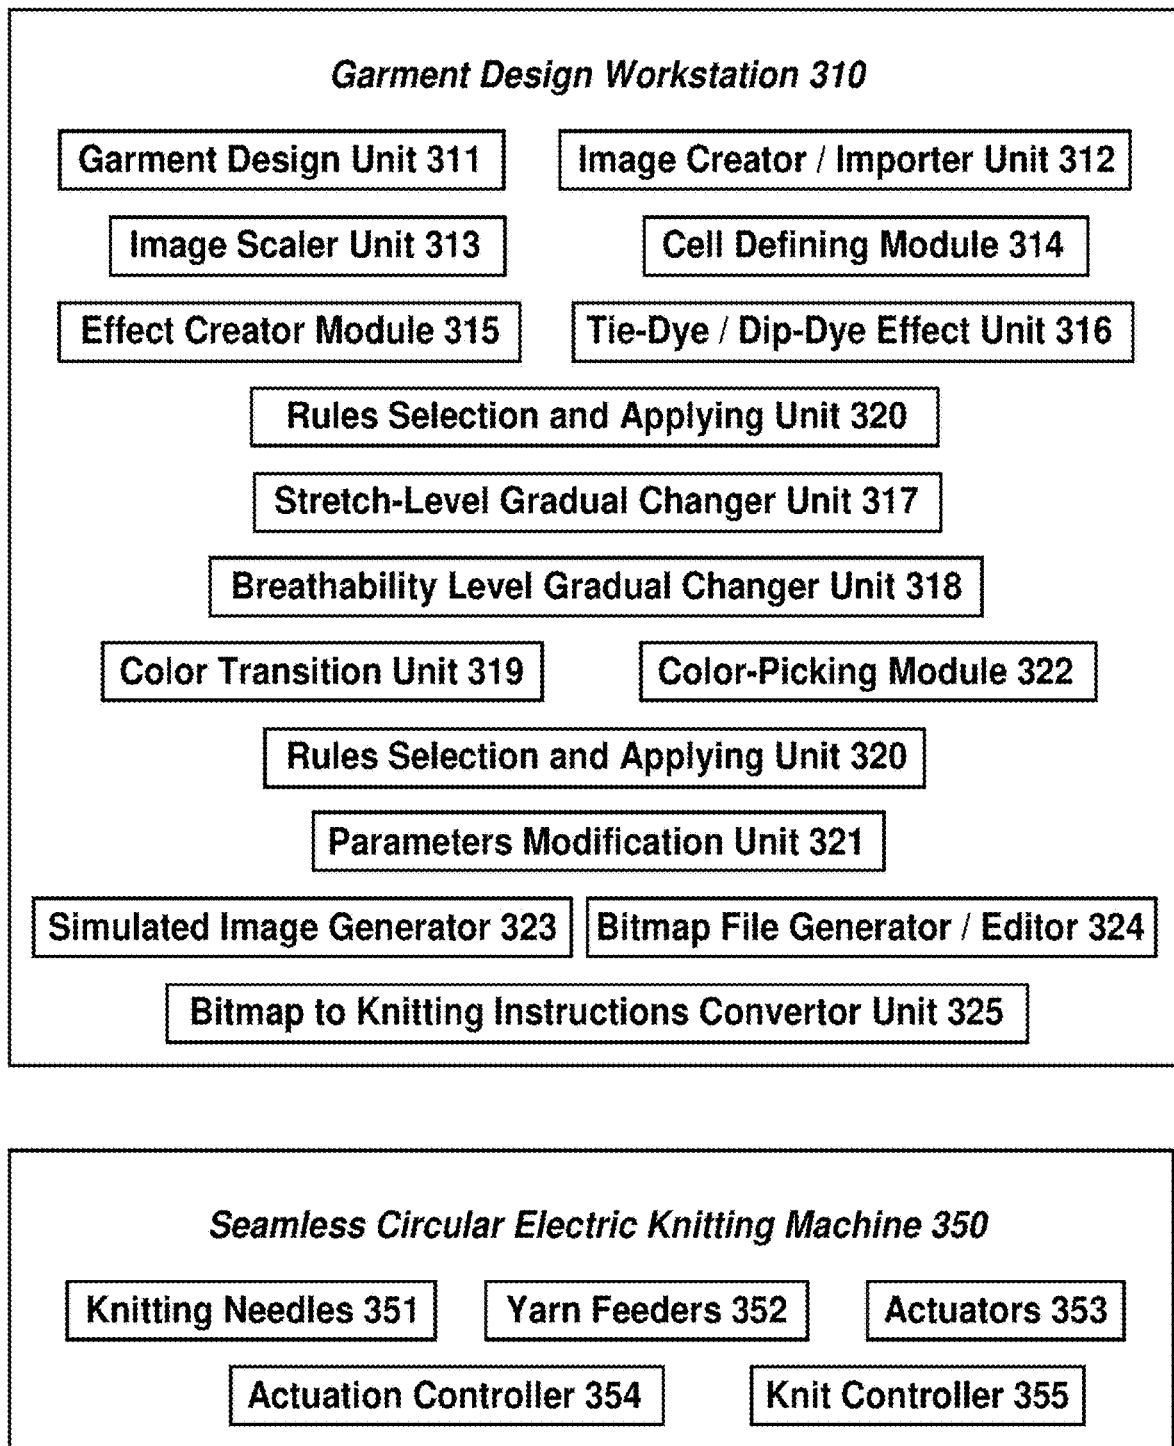 Garment Design Workstation 310
Garment Design Unit 311 Image Creator / Importer Unit 312
Image Scaler Unit 313 Cell Defining Module 314
Effect Creator Module 315 Tie-Dye / Dip-Dye Effect Unit 316
Rules Selection and Applying Unit 320
Stretch-Level Gradual Changer Unit 317
Breathability Level Gradual Changer Unit 318
Color Transition Unit 319 Color-Picking Module 322
Rules Selection and Applying Unit 320
Parameters Modification Unit 321
Simulated Image Generator 323 Bitmap File Generator / Editor 324
Bitmap to Knitting Instructions Convertor Unit 325
Seamless Circular Electric Knitting Machine 350
Knitting Needles 351 Yarn Feeders 352 Actuators 353
Actuation Controller 354 Knit Controller 355